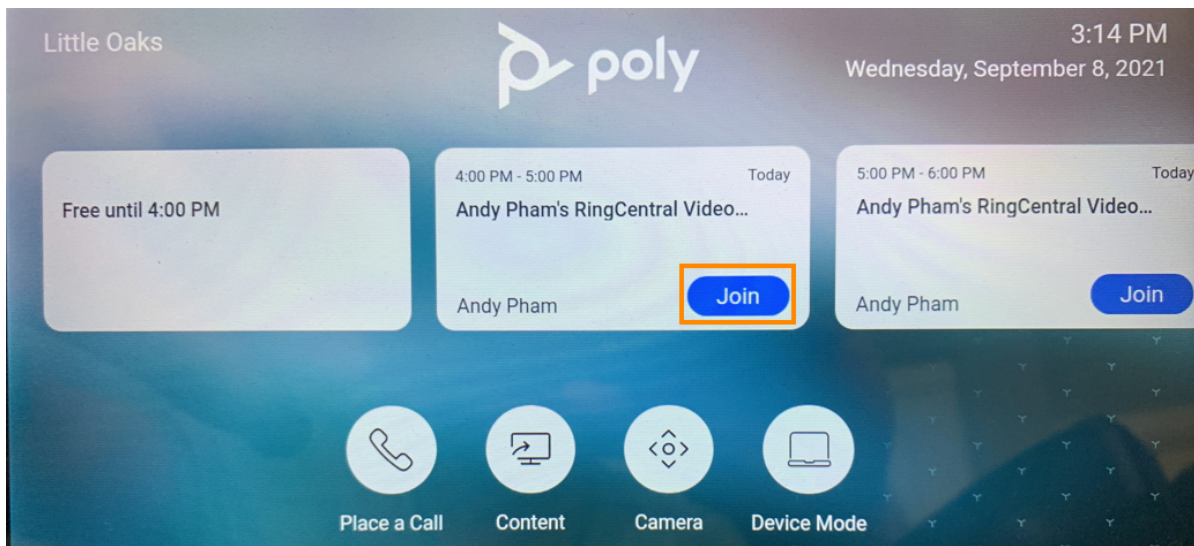 Little Oaks
poly
3:14 PM
Wednesday, September 8, 2021
Free until 4:00 PM
4:00 PM - 5:00 PM Today
Andy Pham's RingCentral Video...
Andy Pham
Join
5:00 PM - 6:00 PM Today
Andy Pham's RingCentral Video...
Andy Pham
Join
Place a Call
Content
Camera
Device Mode